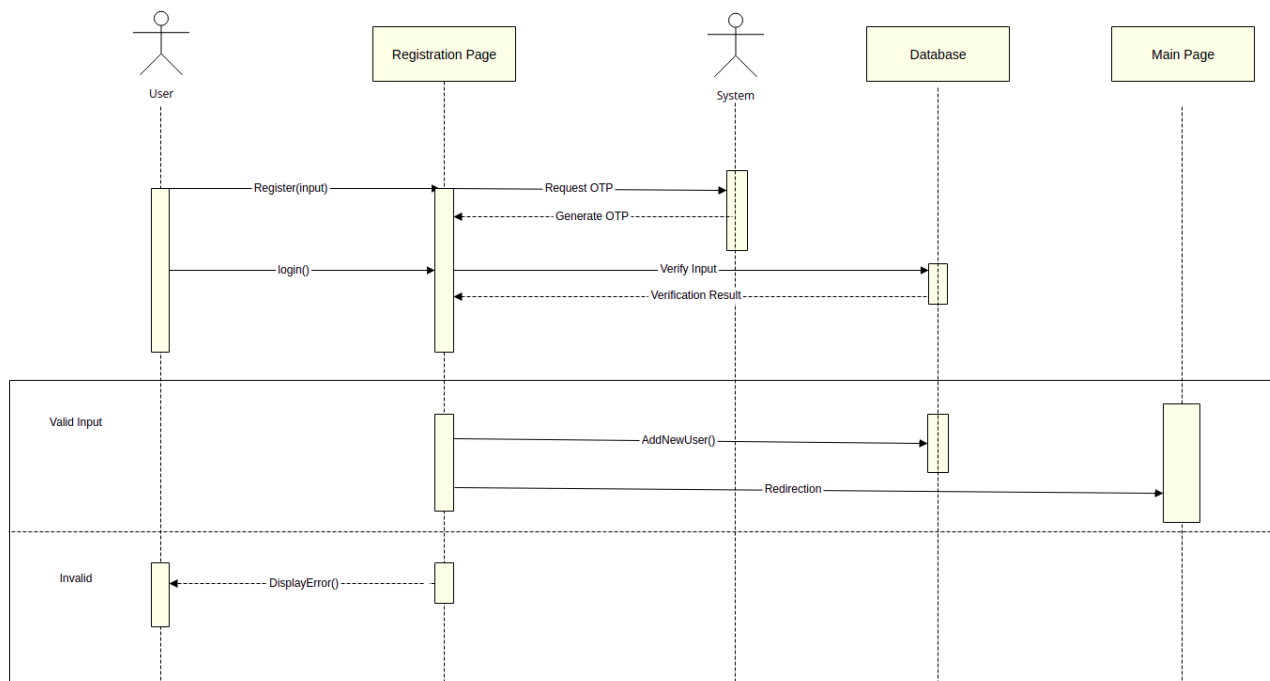 User
Registration Page
System
Database
Main Page
Register(input)
Request OTP
Generate OTP
login()
Verify Input
Verification Result
Valid Input
AddNewUser()
Redirection
Invalid
DisplayError()